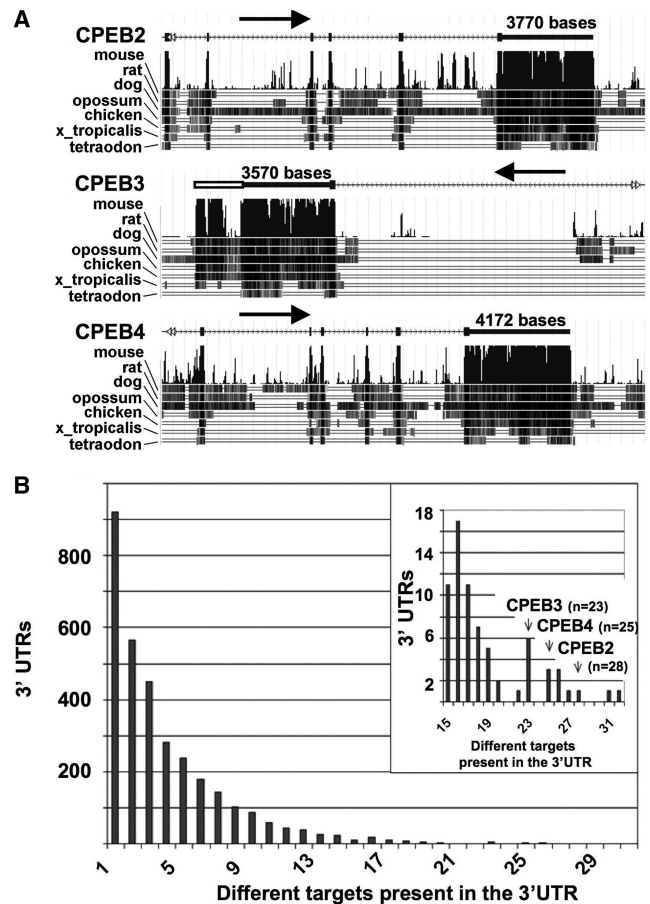 A
CPEB2
3770 bases
mouse
rat
dog
opossum
chicken
x_tropicalis
tetraodon
CPEB3
3570 bases
mouse
rat
dog
opossum
chicken
x_tropicalis
tetraodon
CPEB4
4172 bases
mouse
rat
dog
opossum
chicken
x_tropicalis
tetraodon
B
3' UTRs
800
600
400
200
1 5 9 13 17 21 25 29
Different targets present in the 3'UTR
3' UTRs
18
14
10
6
2
CPEB3 (n=23)
CPEB4 (n=25)
CPEB2
(n=28)
15 19 23 27 31
Different targets
present in the 3'UTR